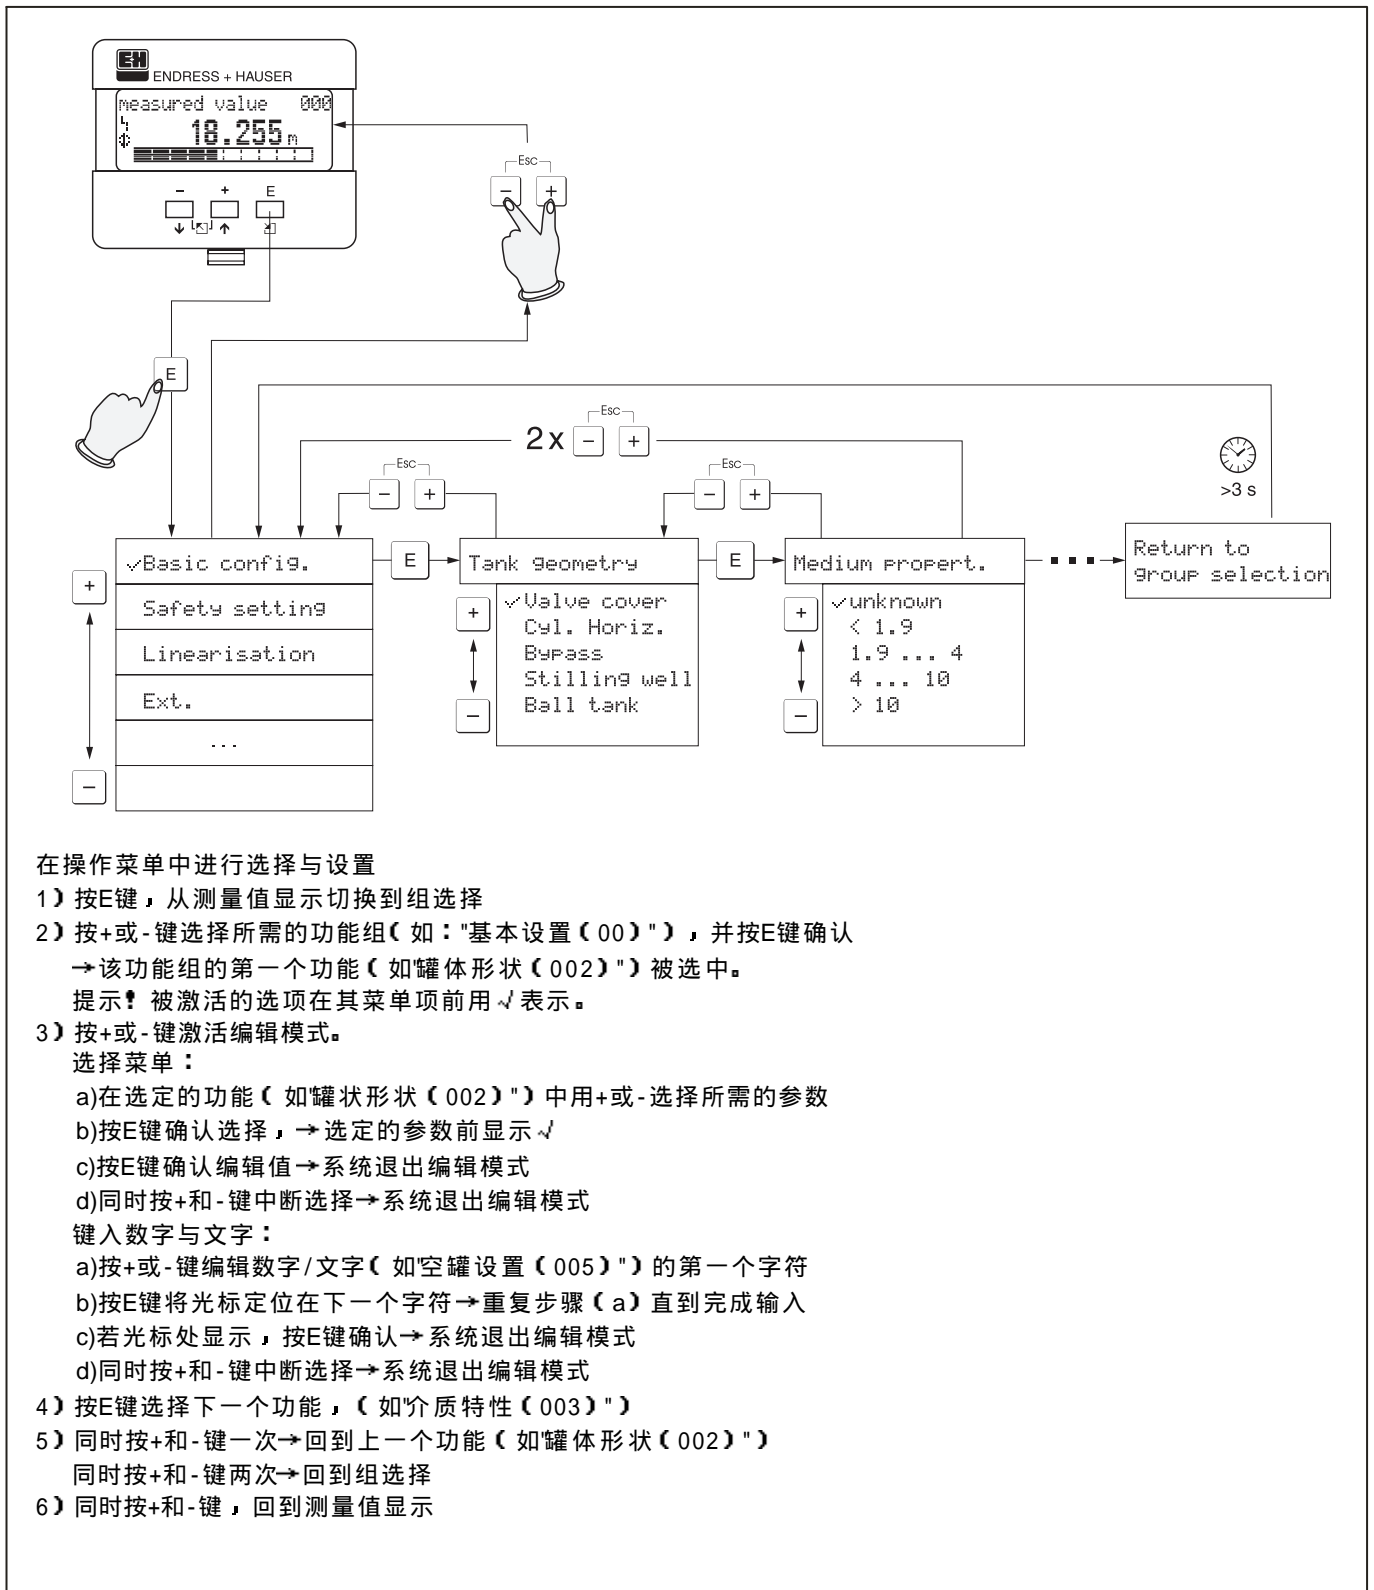 EH
ENDRESS + HAUSER
measured value 000
18.255 m
- + E
Esc
- +
E
Esc
2x - +
Esc
- +
Esc
- +
>3 s
✓Basic config.
E
Tank geometry
E
Medium propert.
...
Return to
group selection
+
Safety setting
Linearisation
Ext.
...
-
+
✓Valve cover
Cyl. Horiz.
Bypass
Stilling well
Ball tank
-
+
✓unknown
< 1.9
1.9 ... 4
4 ... 10
> 10
-
在操作菜单中进行选择与设置
1）按E键，从测量值显示切换到组选择
2）按+或-键选择所需的功能组（如："基本设置（00）"），并按E键确认
→该功能组的第一个功能（如"罐体形状（002）"）被选中。
提示！被激活的选项在其菜单项前用√表示。
3）按+或-键激活编辑模式。
选择菜单：
a)在选定的功能（如"罐状形状（002）"）中用+或-选择所需的参数
b)按E键确认选择，→选定的参数前显示√
c)按E键确认编辑值→系统退出编辑模式
d)同时按+和-键中断选择→系统退出编辑模式
键入数字与文字：
a)按+或-键编辑数字/文字（如"空罐设置（005）"）的第一个字符
b)按E键将光标定位在下一个字符→重复步骤（a）直到完成输入
c)若光标处显示，按E键确认→系统退出编辑模式
d)同时按+和-键中断选择→系统退出编辑模式
4）按E键选择下一个功能，（如"介质特性（003）"）
5）同时按+和-键一次→回到上一个功能（如"罐体形状（002）"）
同时按+和-键两次→回到组选择
6）同时按+和-键，回到测量值显示